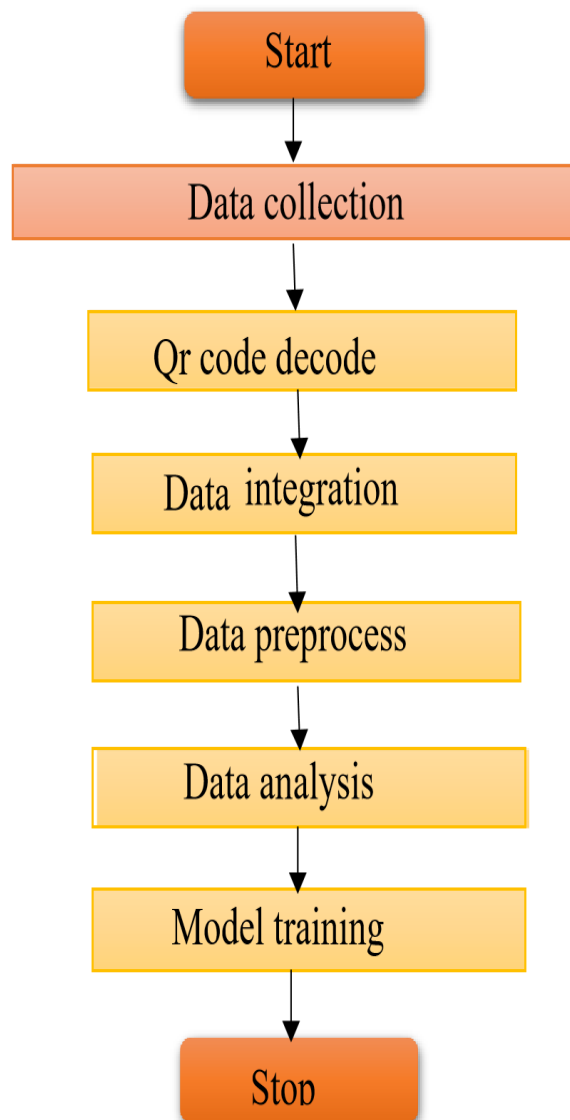 Start
Data collection
Qr code decode
Data integration
Data preprocess
Data analysis
Model training
Stop